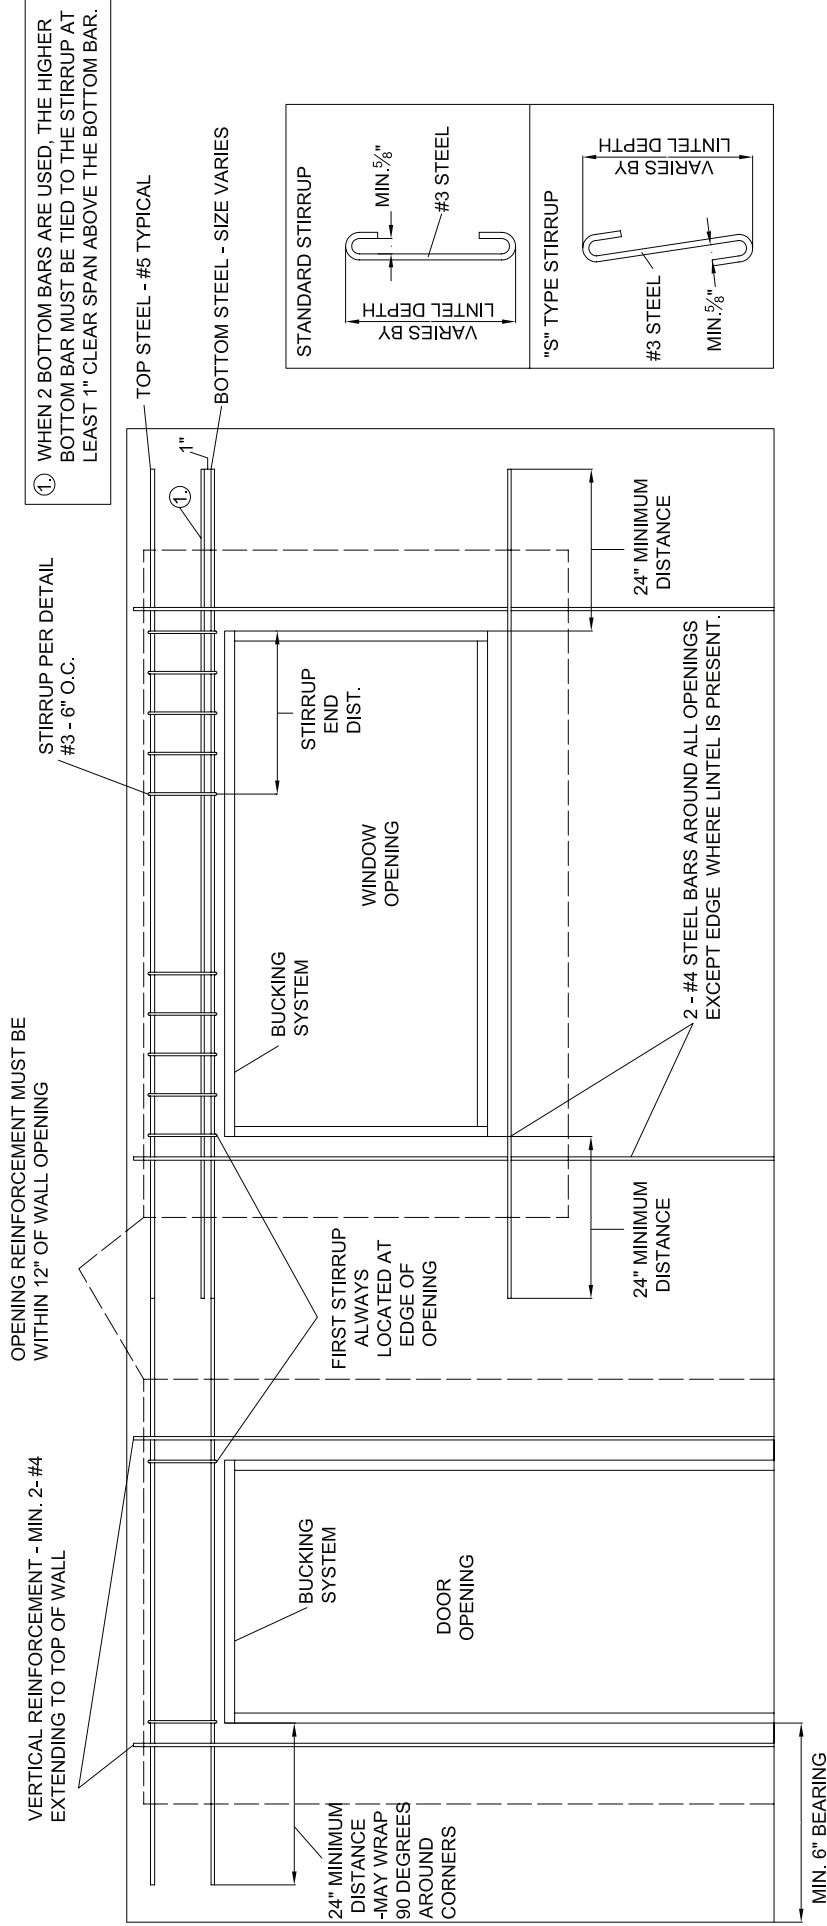 VERTICAL REINFORCEMENT - MIN. 2- #4
EXTENDING TO TOP OF WALL
OPENING REINFORCEMENT MUST BE
WITHIN 12" OF WALL OPENING
STIRRUP PER DETAIL
#3 - 6" O.C.
1. WHEN 2 BOTTOM BARS ARE USED, THE HIGHER
BOTTOM BAR MUST BE TIED TO THE STIRRUP AT
LEAST 1" CLEAR SPAN ABOVE THE BOTTOM BAR.
TOP STEEL - #5 TYPICAL
1.
1"
BOTTOM STEEL - SIZE VARIES
24" MINIMUM
DISTANCE
-MAY WRAP
90 DEGREES
AROUND
CORNERS
BUCKING
SYSTEM
DOOR
OPENING
FIRST STIRRUP
ALWAYS
LOCATED AT
EDGE OF
OPENING
BUCKING
SYSTEM
WINDOW
OPENING
STIRRUP
END
DIST.
24" MINIMUM
DISTANCE
24" MINIMUM
DISTANCE
2 - #4 STEEL BARS AROUND ALL OPENINGS
EXCEPT EDGE WHERE LINTEL IS PRESENT.
MIN. 6" BEARING
STANDARD STIRRUP
VARIES BY
LINTEL DEPTH
MIN.⅝"
#3 STEEL
"S" TYPE STIRRUP
#3 STEEL
MIN.⅝"
VARIES BY
LINTEL DEPTH